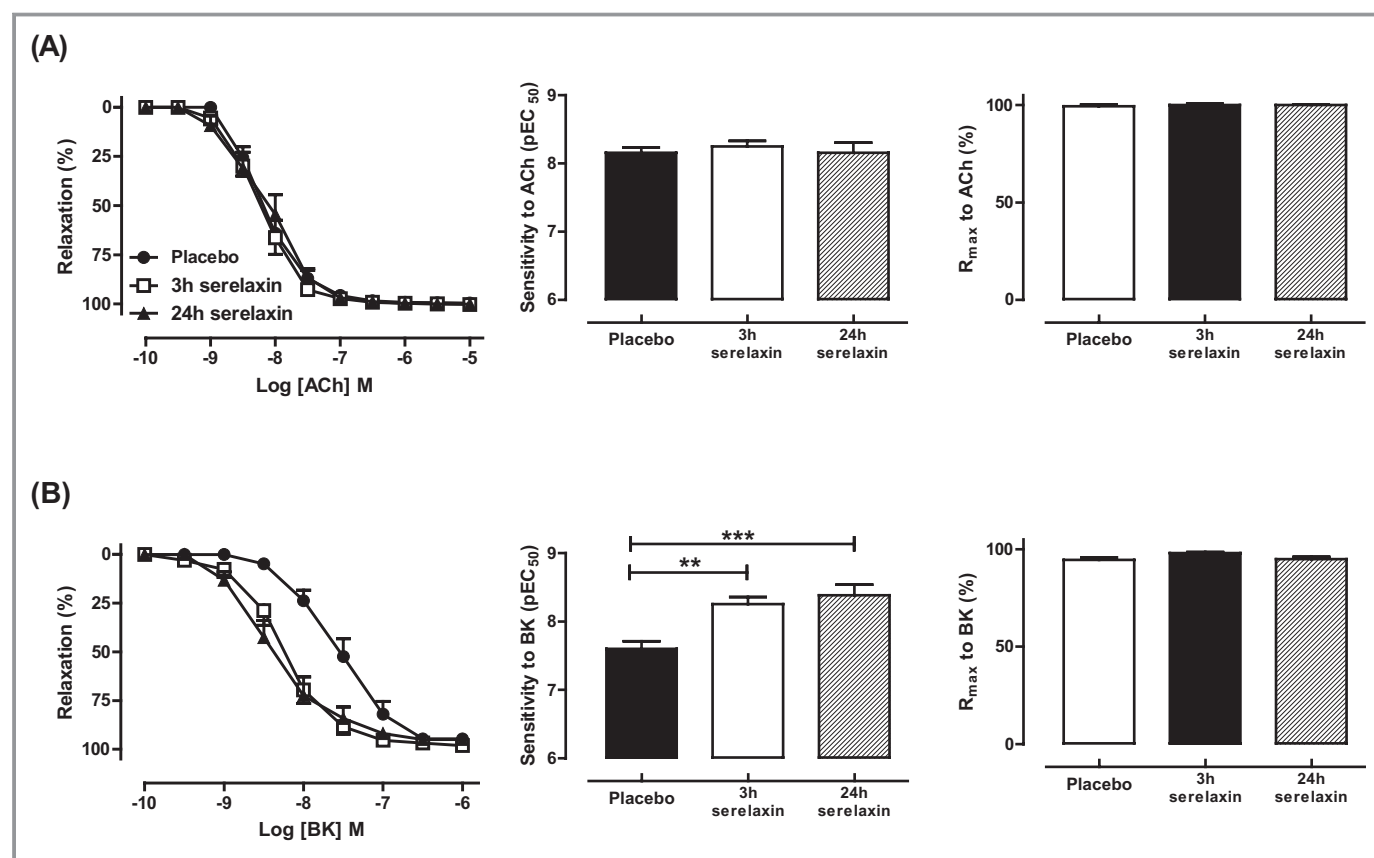 (A)
Relaxation (%)
0
25
50
75
100
Placebo
3h serelaxin
24h serelaxin
-10 -9 -8 -7 -6 -5
Log [ACh] M
Sensitivity to ACh (pEC 50)
9
8
7
6
Placebo
3h
serelaxin
24h
serelaxin
Rmax to ACh (%)
100
50
0
Placebo
3h
serelaxin
24h
serelaxin
(B)
Relaxation (%)
0
25
50
75
100
-10 -9 -8 -7 -6
Log [BK] M
Sensitivity to BK (pEC50)
9
8
7
6
***
**
Placebo
3h
serelaxin
24h
serelaxin
Rmax to BK (%)
100
50
0
Placebo
3h
serelaxin
24h
serelaxin